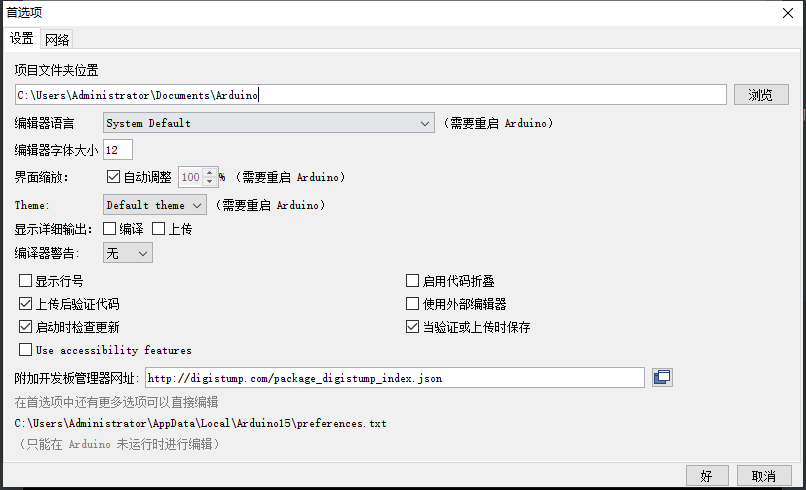 首选项
设置 网络
项目文件夹位置
C:\Users\Administrator\Documents\Arduino 浏览
编辑器语言 System Default （需要重启 Arduino）
编辑器字体大小 12
界面缩放： 自动调整 100 % （需要重启 Arduino）
Theme: Default theme （需要重启 Arduino）
显示详细输出： 编译 上传
编译器警告: 无
显示行号 启用代码折叠
上传后验证代码 使用外部编辑器
启动时检查更新 当验证或上传时保存
Use accessibility features
附加开发板管理器网址: http://digistump.com/package_digistump_index.json
在首选项中还有更多选项可以直接编辑
C:\Users\Administrator\AppData\Local\Arduino15\preferences.txt
（只能在 Arduino 未运行时进行编辑）
好 取消